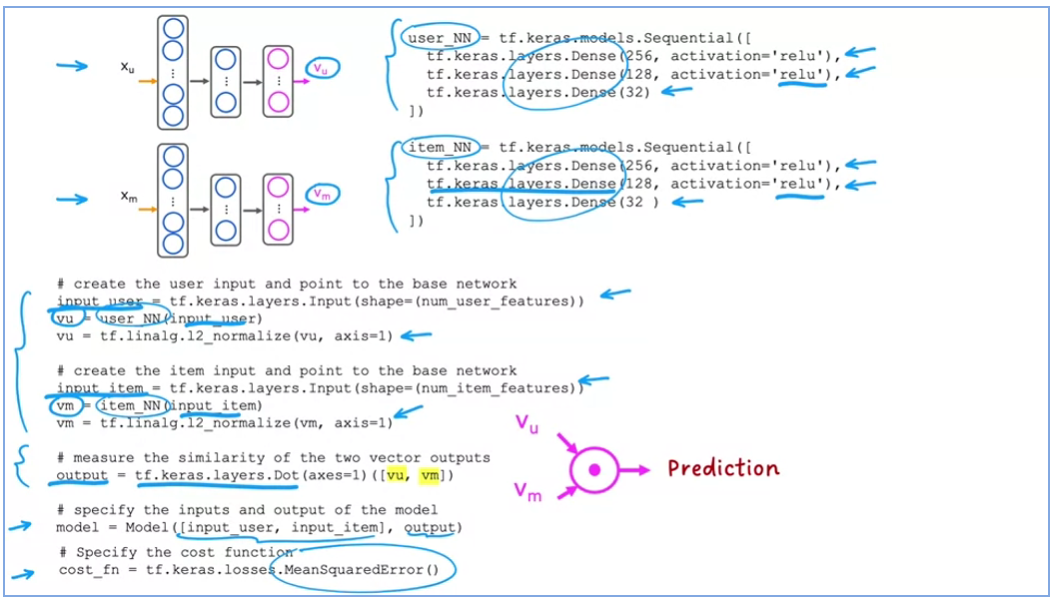 x_u
v_u
user_NN = tf.keras.models.Sequential([
tf.keras.layers.Dense(256, activation='relu'),
tf.keras.layers.Dense(128, activation='relu'),
tf.keras.layers.Dense(32)
])
x_m
v_m
item_NN = tf.keras.models.Sequential([
tf.keras.layers.Dense(256, activation='relu'),
tf.keras.layers.Dense(128, activation='relu'),
tf.keras.layers.Dense(32 )
])
# create the user input and point to the base network
input_user = tf.keras.layers.Input(shape=(num_user_features))
vu = user_NN(input_user)
vu = tf.linalg.l2_normalize(vu, axis=1)
# create the item input and point to the base network
input_item = tf.keras.layers.Input(shape=(num_item_features))
vm = item_NN(input_item)
vm = tf.linalg.l2_normalize(vm, axis=1)
# measure the similarity of the two vector outputs
output = tf.keras.layers.Dot(axes=1)([vu, vm])
# specify the inputs and output of the model
model = Model([input_user, input_item], output)
# Specify the cost function
cost_fn = tf.keras.losses.MeanSquaredError()
v_u
v_m
Prediction